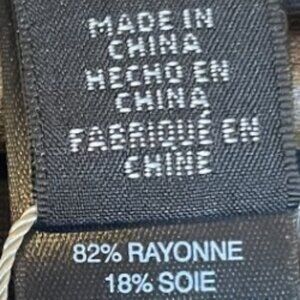 MADE IN
CHINA
HECHO EN
CHINA
FABRIQUÉ EN
CHINE
82% RAYONNE
18% SOIE